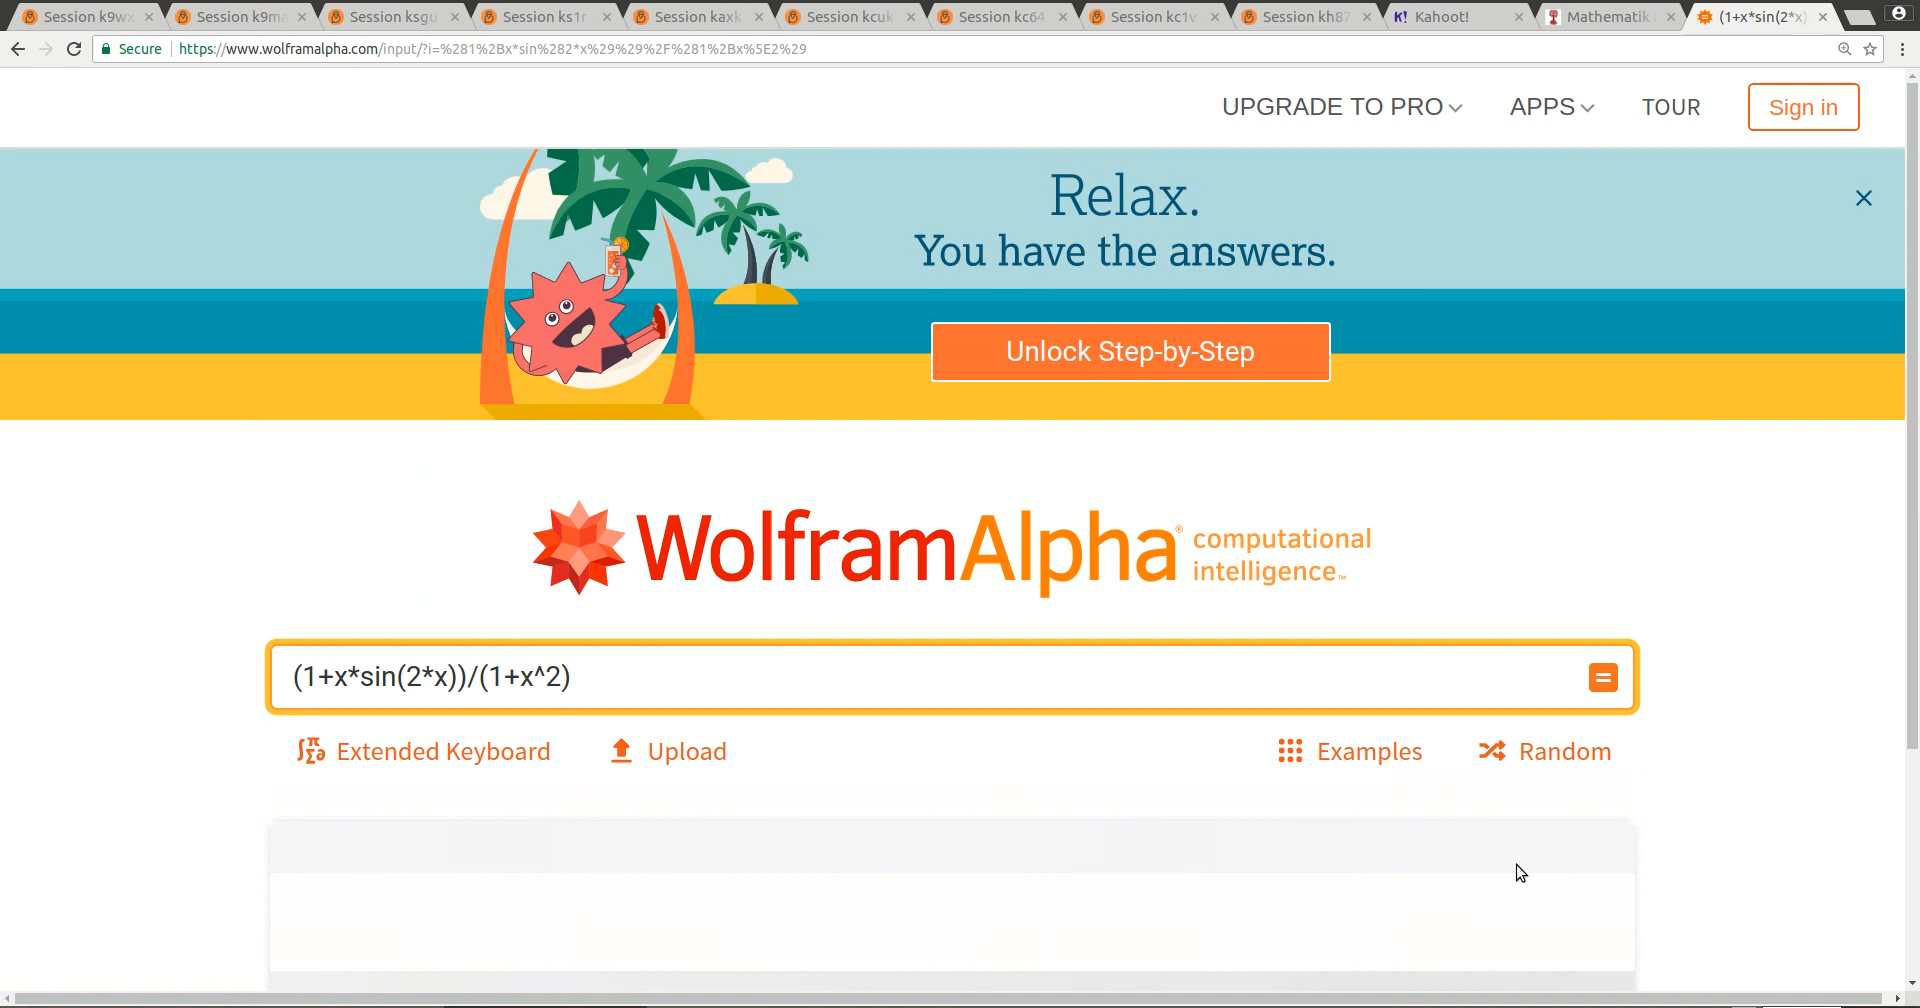 Session k9wx
Session k9ma
Session ksgu
Session ks1r
Session kaxk
Session kcuk
Session kc64
Session kc1v
Session kh87
K! Kahoot!
Mathematik
(1+x*sin(2*x)
Secure https://www.wolframalpha.com/input/?i=%281%2Bx*sin%282*x%29%29%2F%281%2Bx%5E2%29
UPGRADE TO PRO APPS TOUR Sign in
Relax.
You have the answers.
Unlock Step-by-Step
WolframAlpha® computational
intelligence™
(1+x*sin(2*x))/(1+x^2) =
Extended Keyboard Upload Examples Random